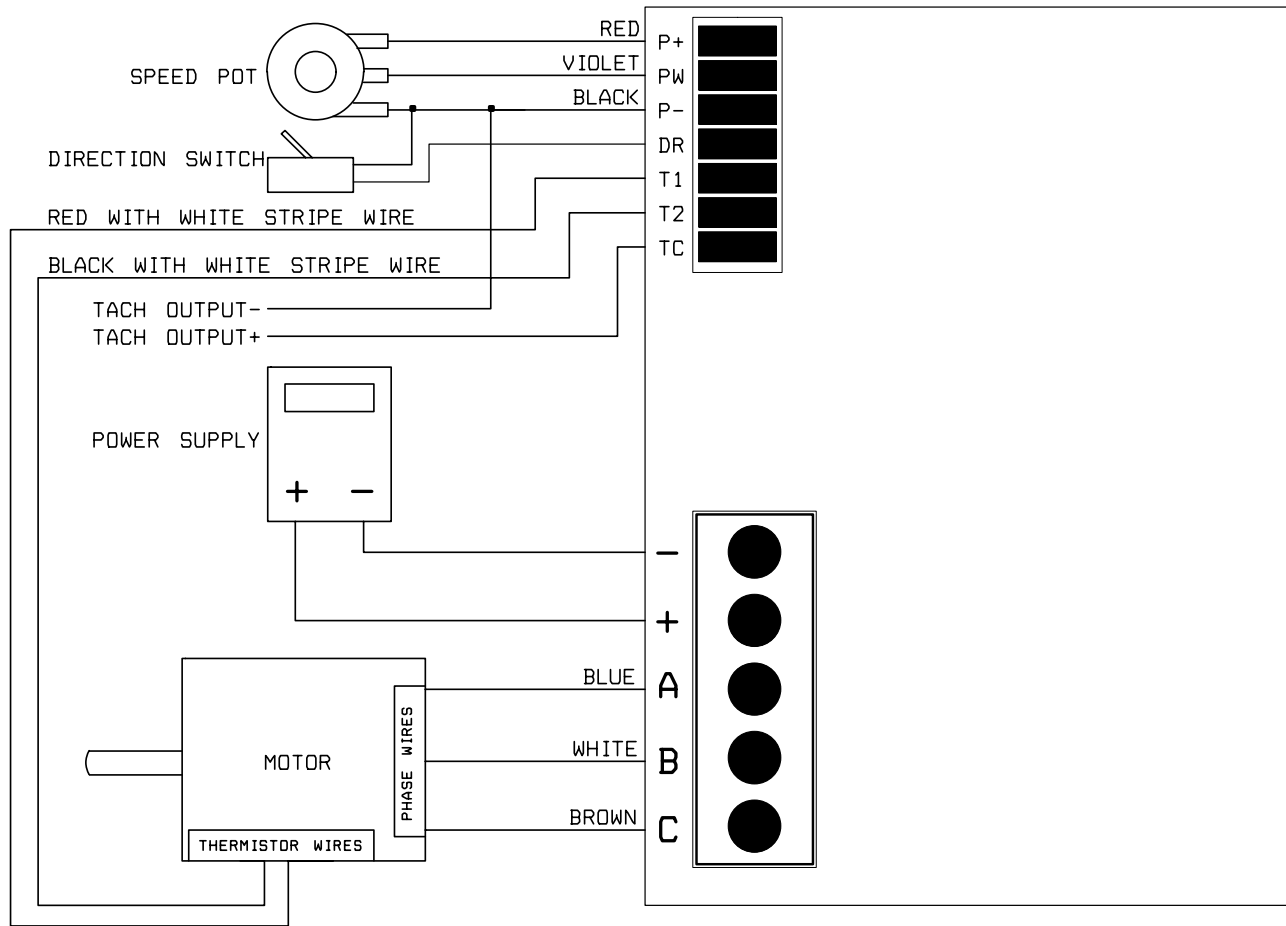 RED P+
SPEED POT VIOLET PW
BLACK P-
DIRECTION SWITCH DR
T1
RED WITH WHITE STRIPE WIRE T2
TC
BLACK WITH WHITE STRIPE WIRE
TACH OUTPUT-
TACH OUTPUT+
POWER SUPPLY
+ -
-
+
BLUE A
WHITE B
BROWN C
MOTOR
PHASE WIRES
THERMISTOR WIRES